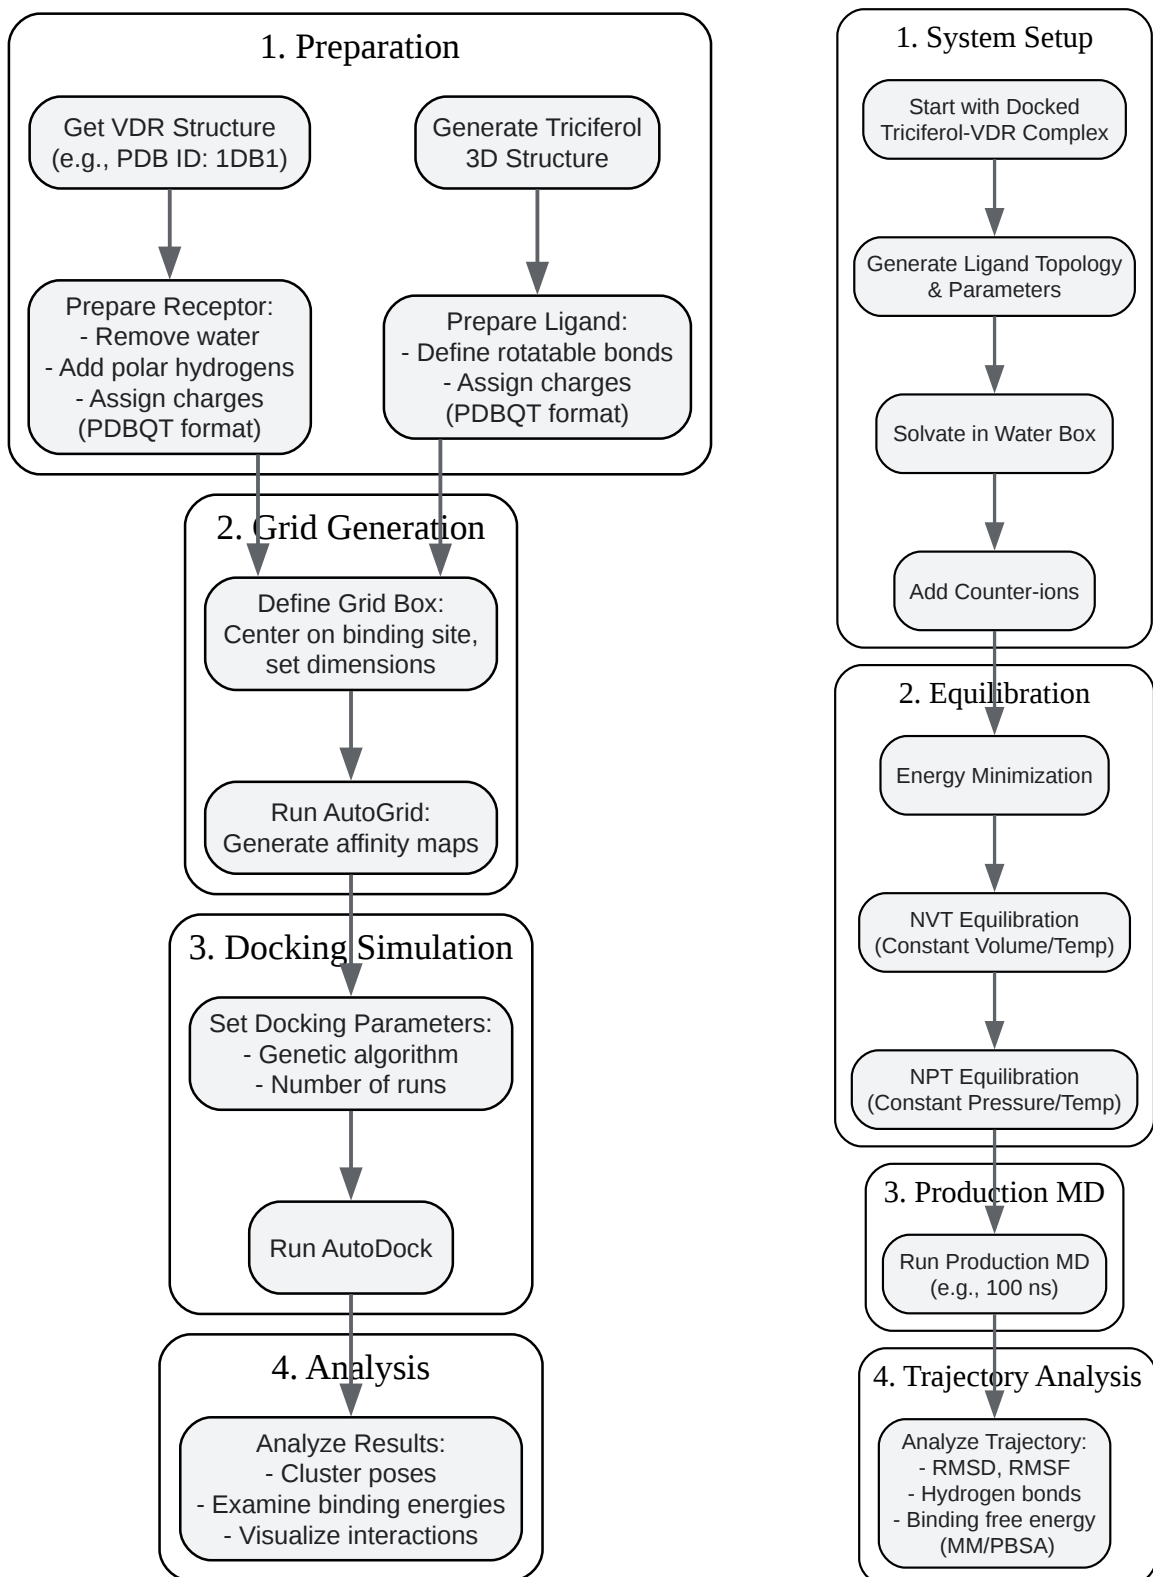 1. Preparation
Get VDR Structure
(e.g., PDB ID: 1DB1)
Generate Triciferol
3D Structure
Prepare Receptor:
- Remove water
- Add polar hydrogens
- Assign charges
(PDBQT format)
Prepare Ligand:
- Define rotatable bonds
- Assign charges
(PDBQT format)
2. Grid Generation
Define Grid Box:
Center on binding site,
set dimensions
Run AutoGrid:
Generate affinity maps
3. Docking Simulation
Set Docking Parameters:
- Genetic algorithm
- Number of runs
Run AutoDock
4. Analysis
Analyze Results:
- Cluster poses
- Examine binding energies
- Visualize interactions
1. System Setup
Start with Docked
Triciferol-VDR Complex
Generate Ligand Topology
& Parameters
Solvate in Water Box
Add Counter-ions
2. Equilibration
Energy Minimization
NVT Equilibration
(Constant Volume/Temp)
NPT Equilibration
(Constant Pressure/Temp)
3. Production MD
Run Production MD
(e.g., 100 ns)
4. Trajectory Analysis
Analyze Trajectory:
- RMSD, RMSF
- Hydrogen bonds
- Binding free energy
(MM/PBSA)